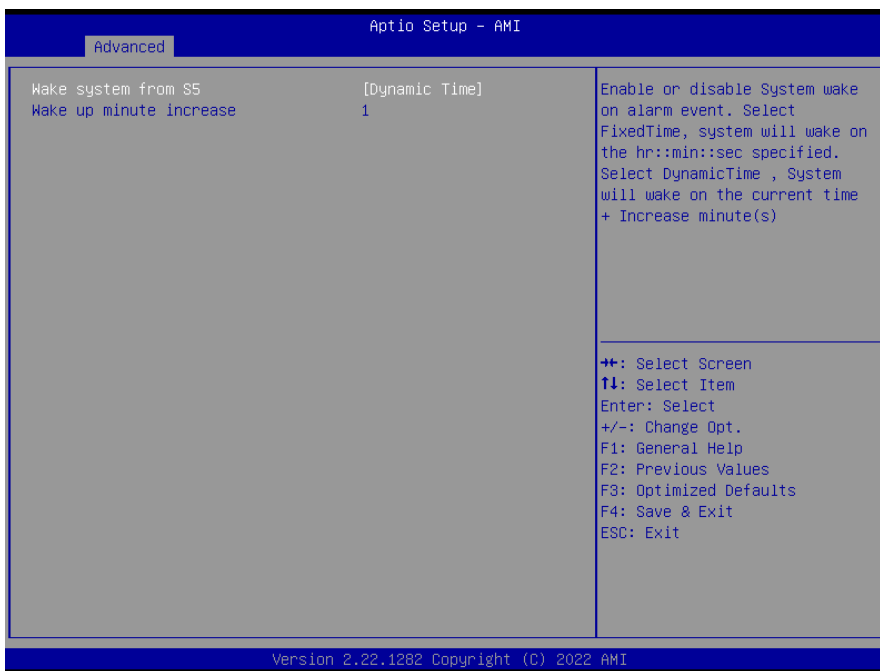 Aptio Setup - AMI
Advanced
Wake system from S5 [Dynamic Time]
Wake up minute increase 1
Enable or disable System wake
on alarm event. Select
FixedTime, system will wake on
the hr::min::sec specified.
Select DynamicTime , System
will wake on the current time
+ Increase minute(s)
→←: Select Screen
↑↓: Select Item
Enter: Select
+/-: Change Opt.
F1: General Help
F2: Previous Values
F3: Optimized Defaults
F4: Save & Exit
ESC: Exit
Version 2.22.1282 Copyright (C) 2022 AMI